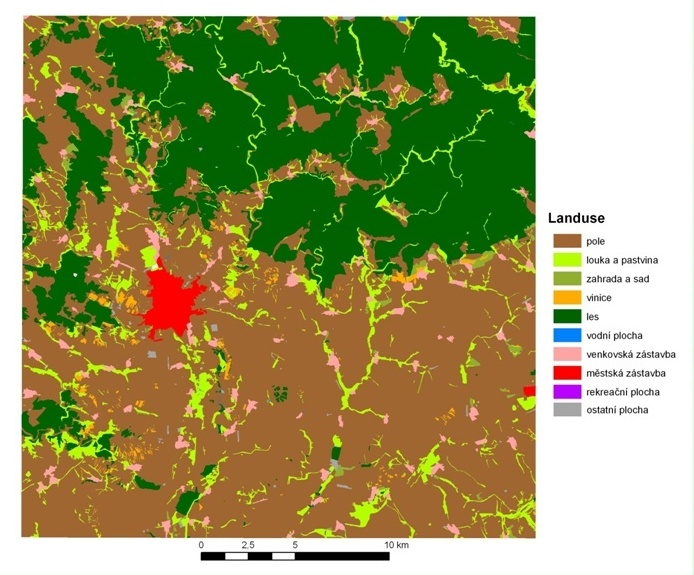 Landuse
pole
louka a pastvina
zahrada a sad
vinice
les
vodní plocha
venkovská zástavba
městská zástavba
rekreační plocha
ostatní plocha
0 2,5 5 10 km